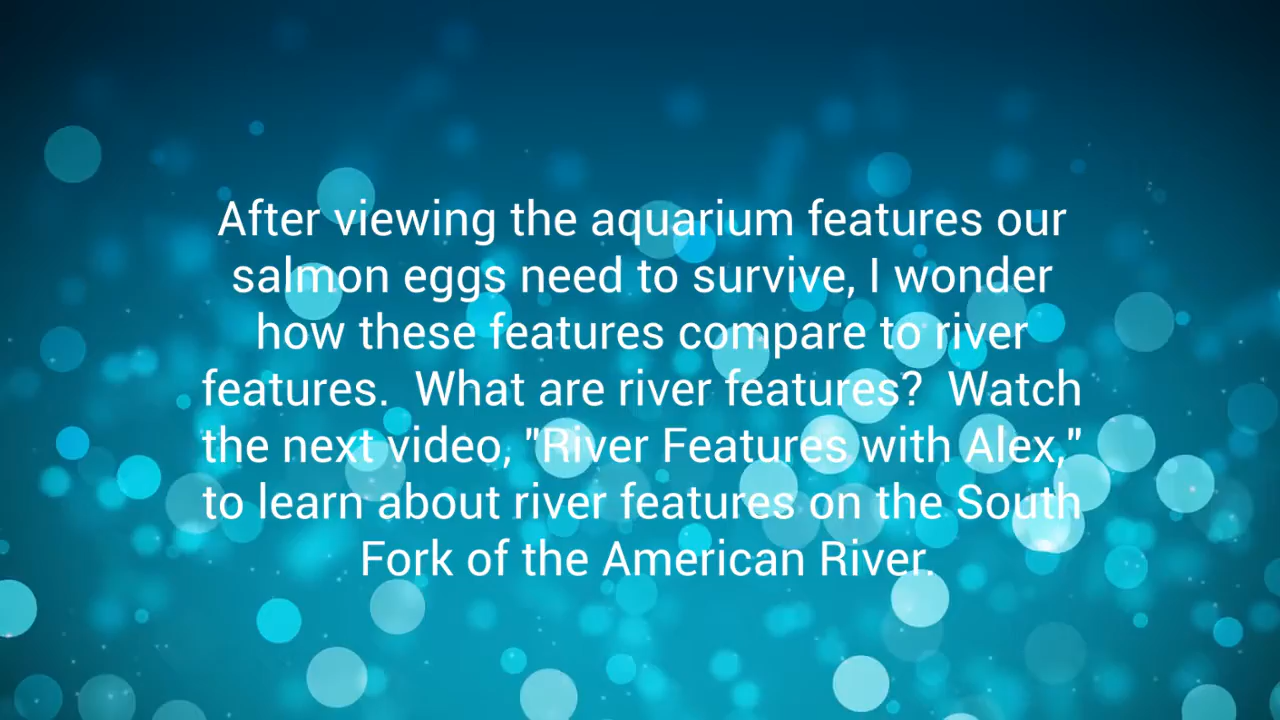 After viewing the aquarium features our
salmon eggs need to survive, I wonder
how these features compare to river
features.  What are river features?  Watch
the next video, "River Features with Alex,"
to learn about river features on the South
Fork of the American River.